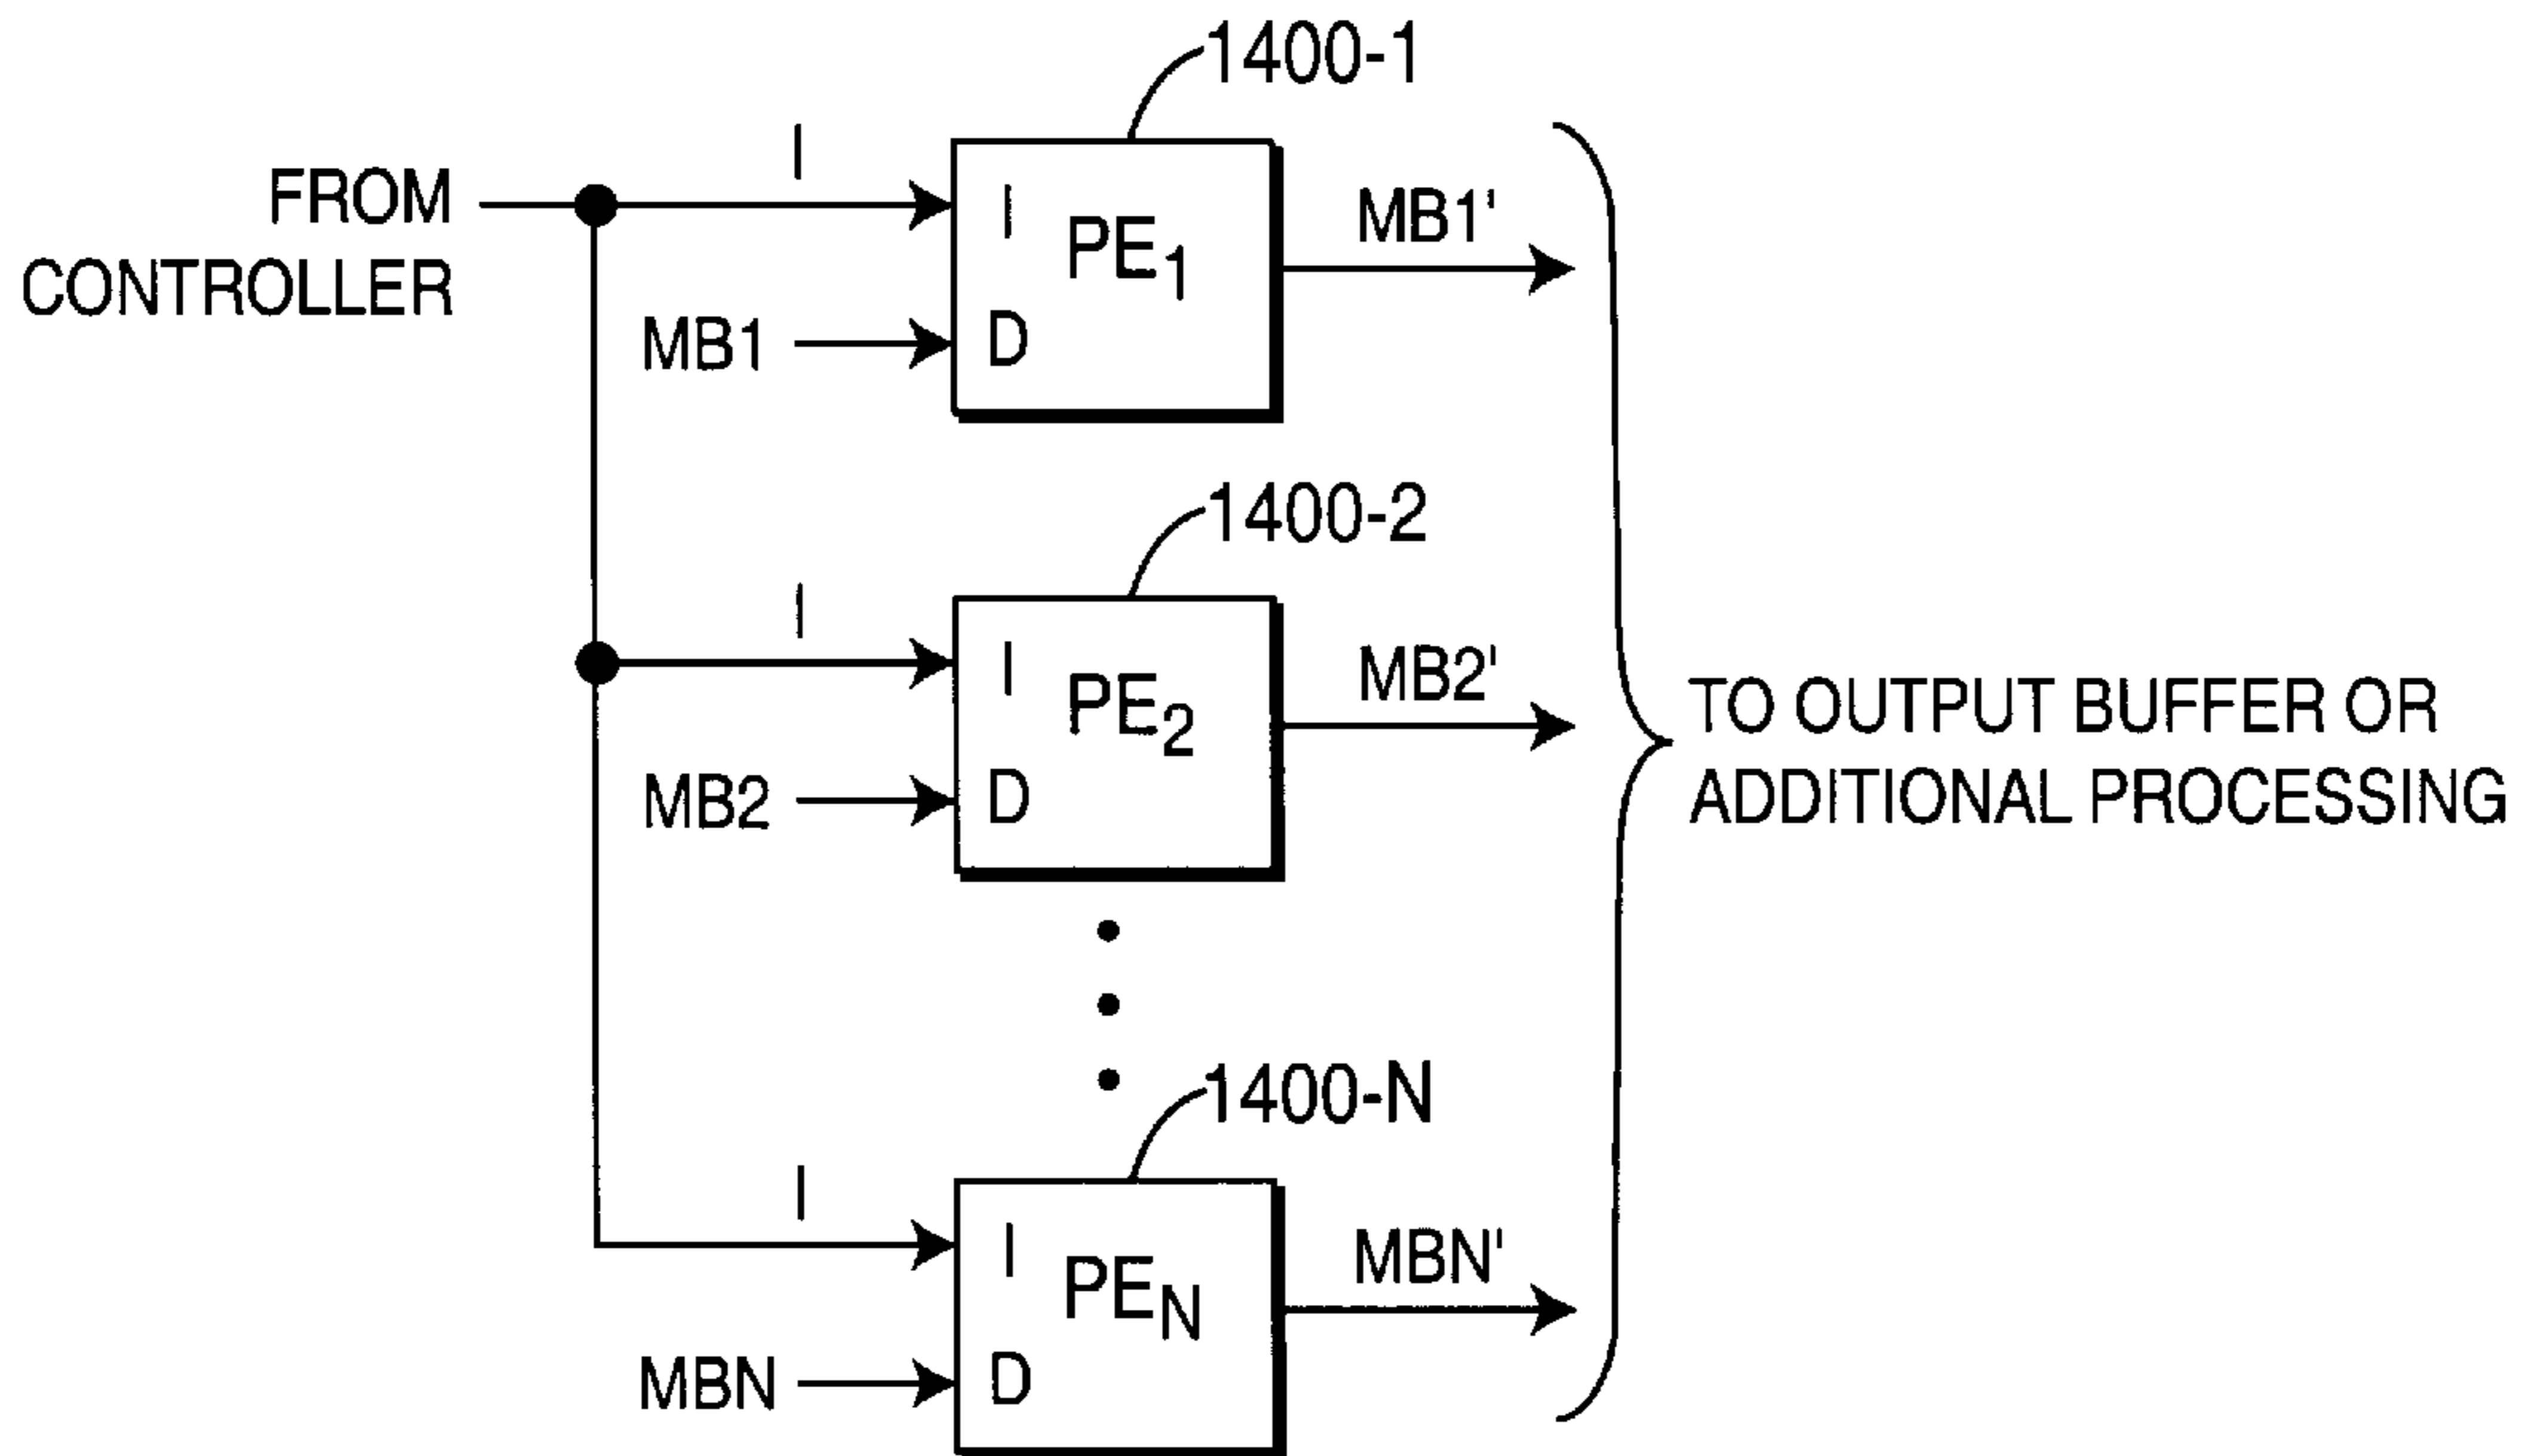 1400-1
FROM
CONTROLLER
I
I
PE1
MB1'
MB1
D
1400-2
I
I
PE2
MB2'
MB2
D
TO OUTPUT BUFFER OR
ADDITIONAL PROCESSING
1400-N
I
I
PEN
MBN'
MBN
D